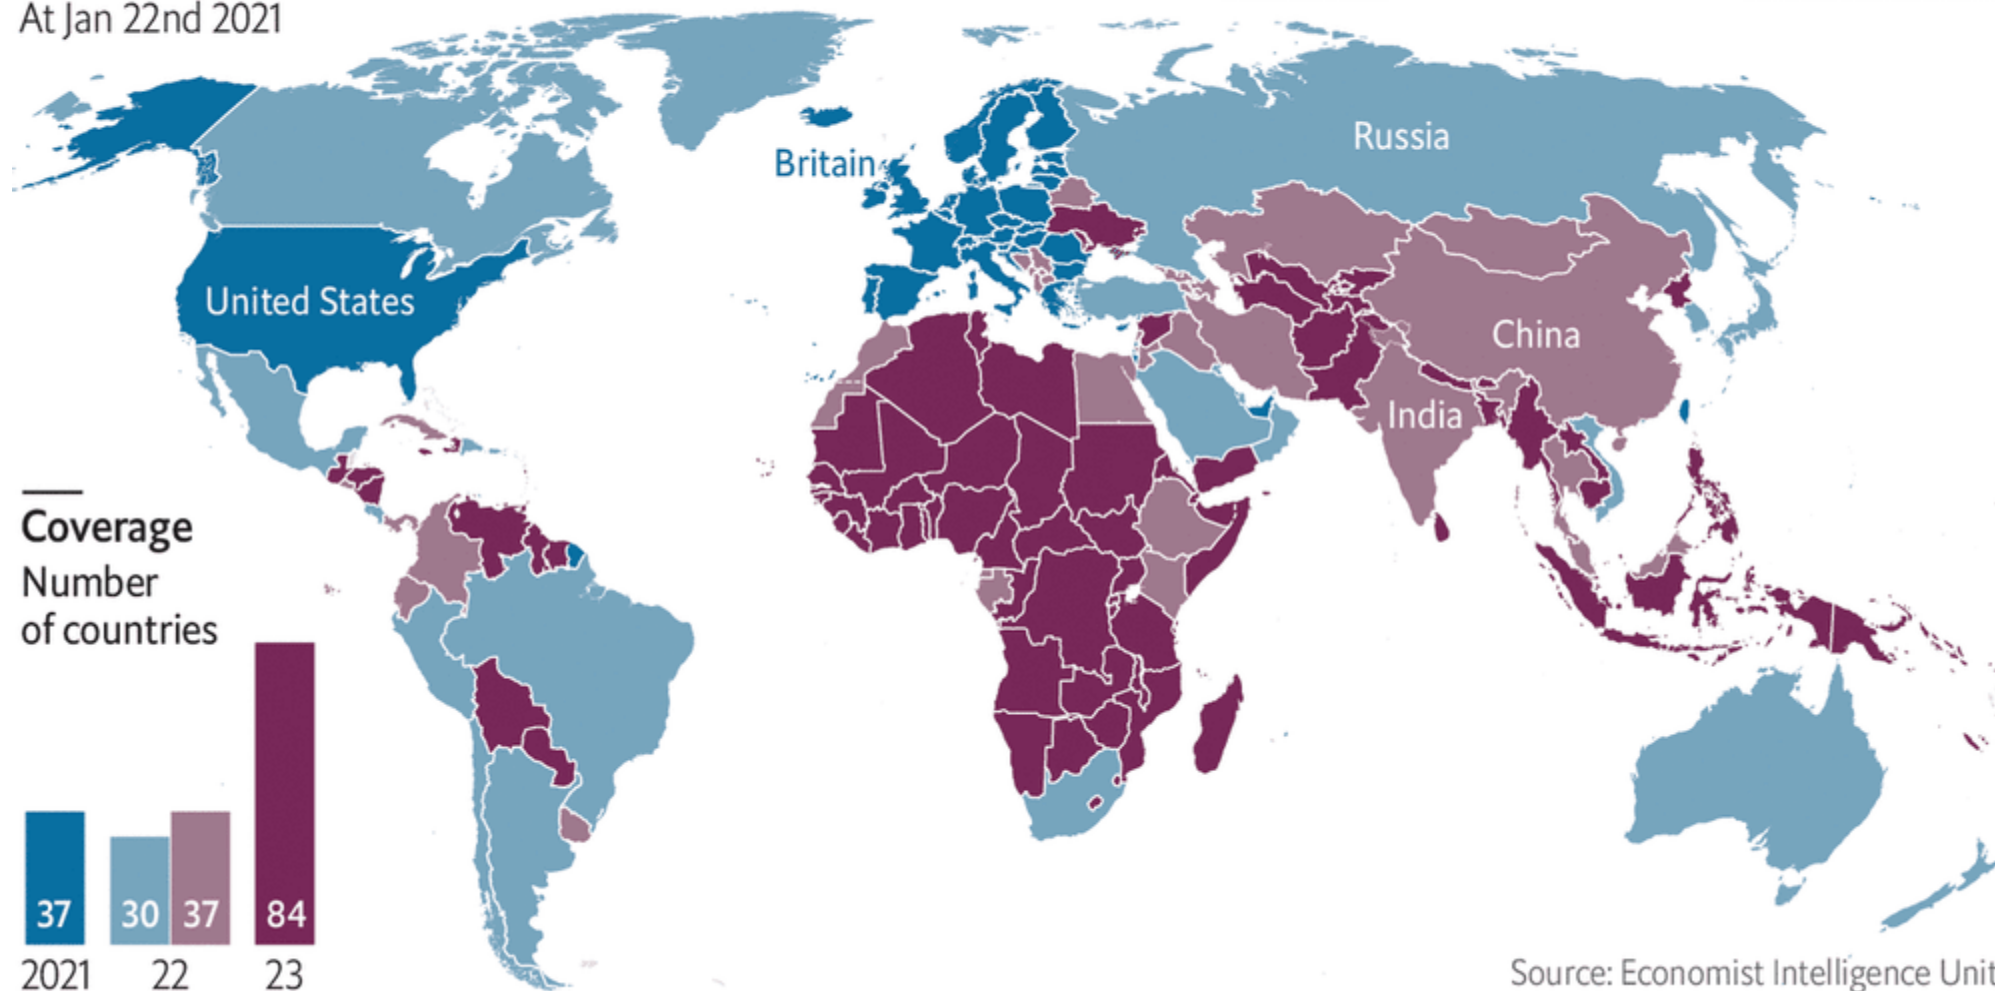 At Jan 22nd 2021
Russia
Britain
United States
China
India
Coverage
Number
of countries
37
30
37
84
2021
22
23
Source: Economist Intelligence Unit